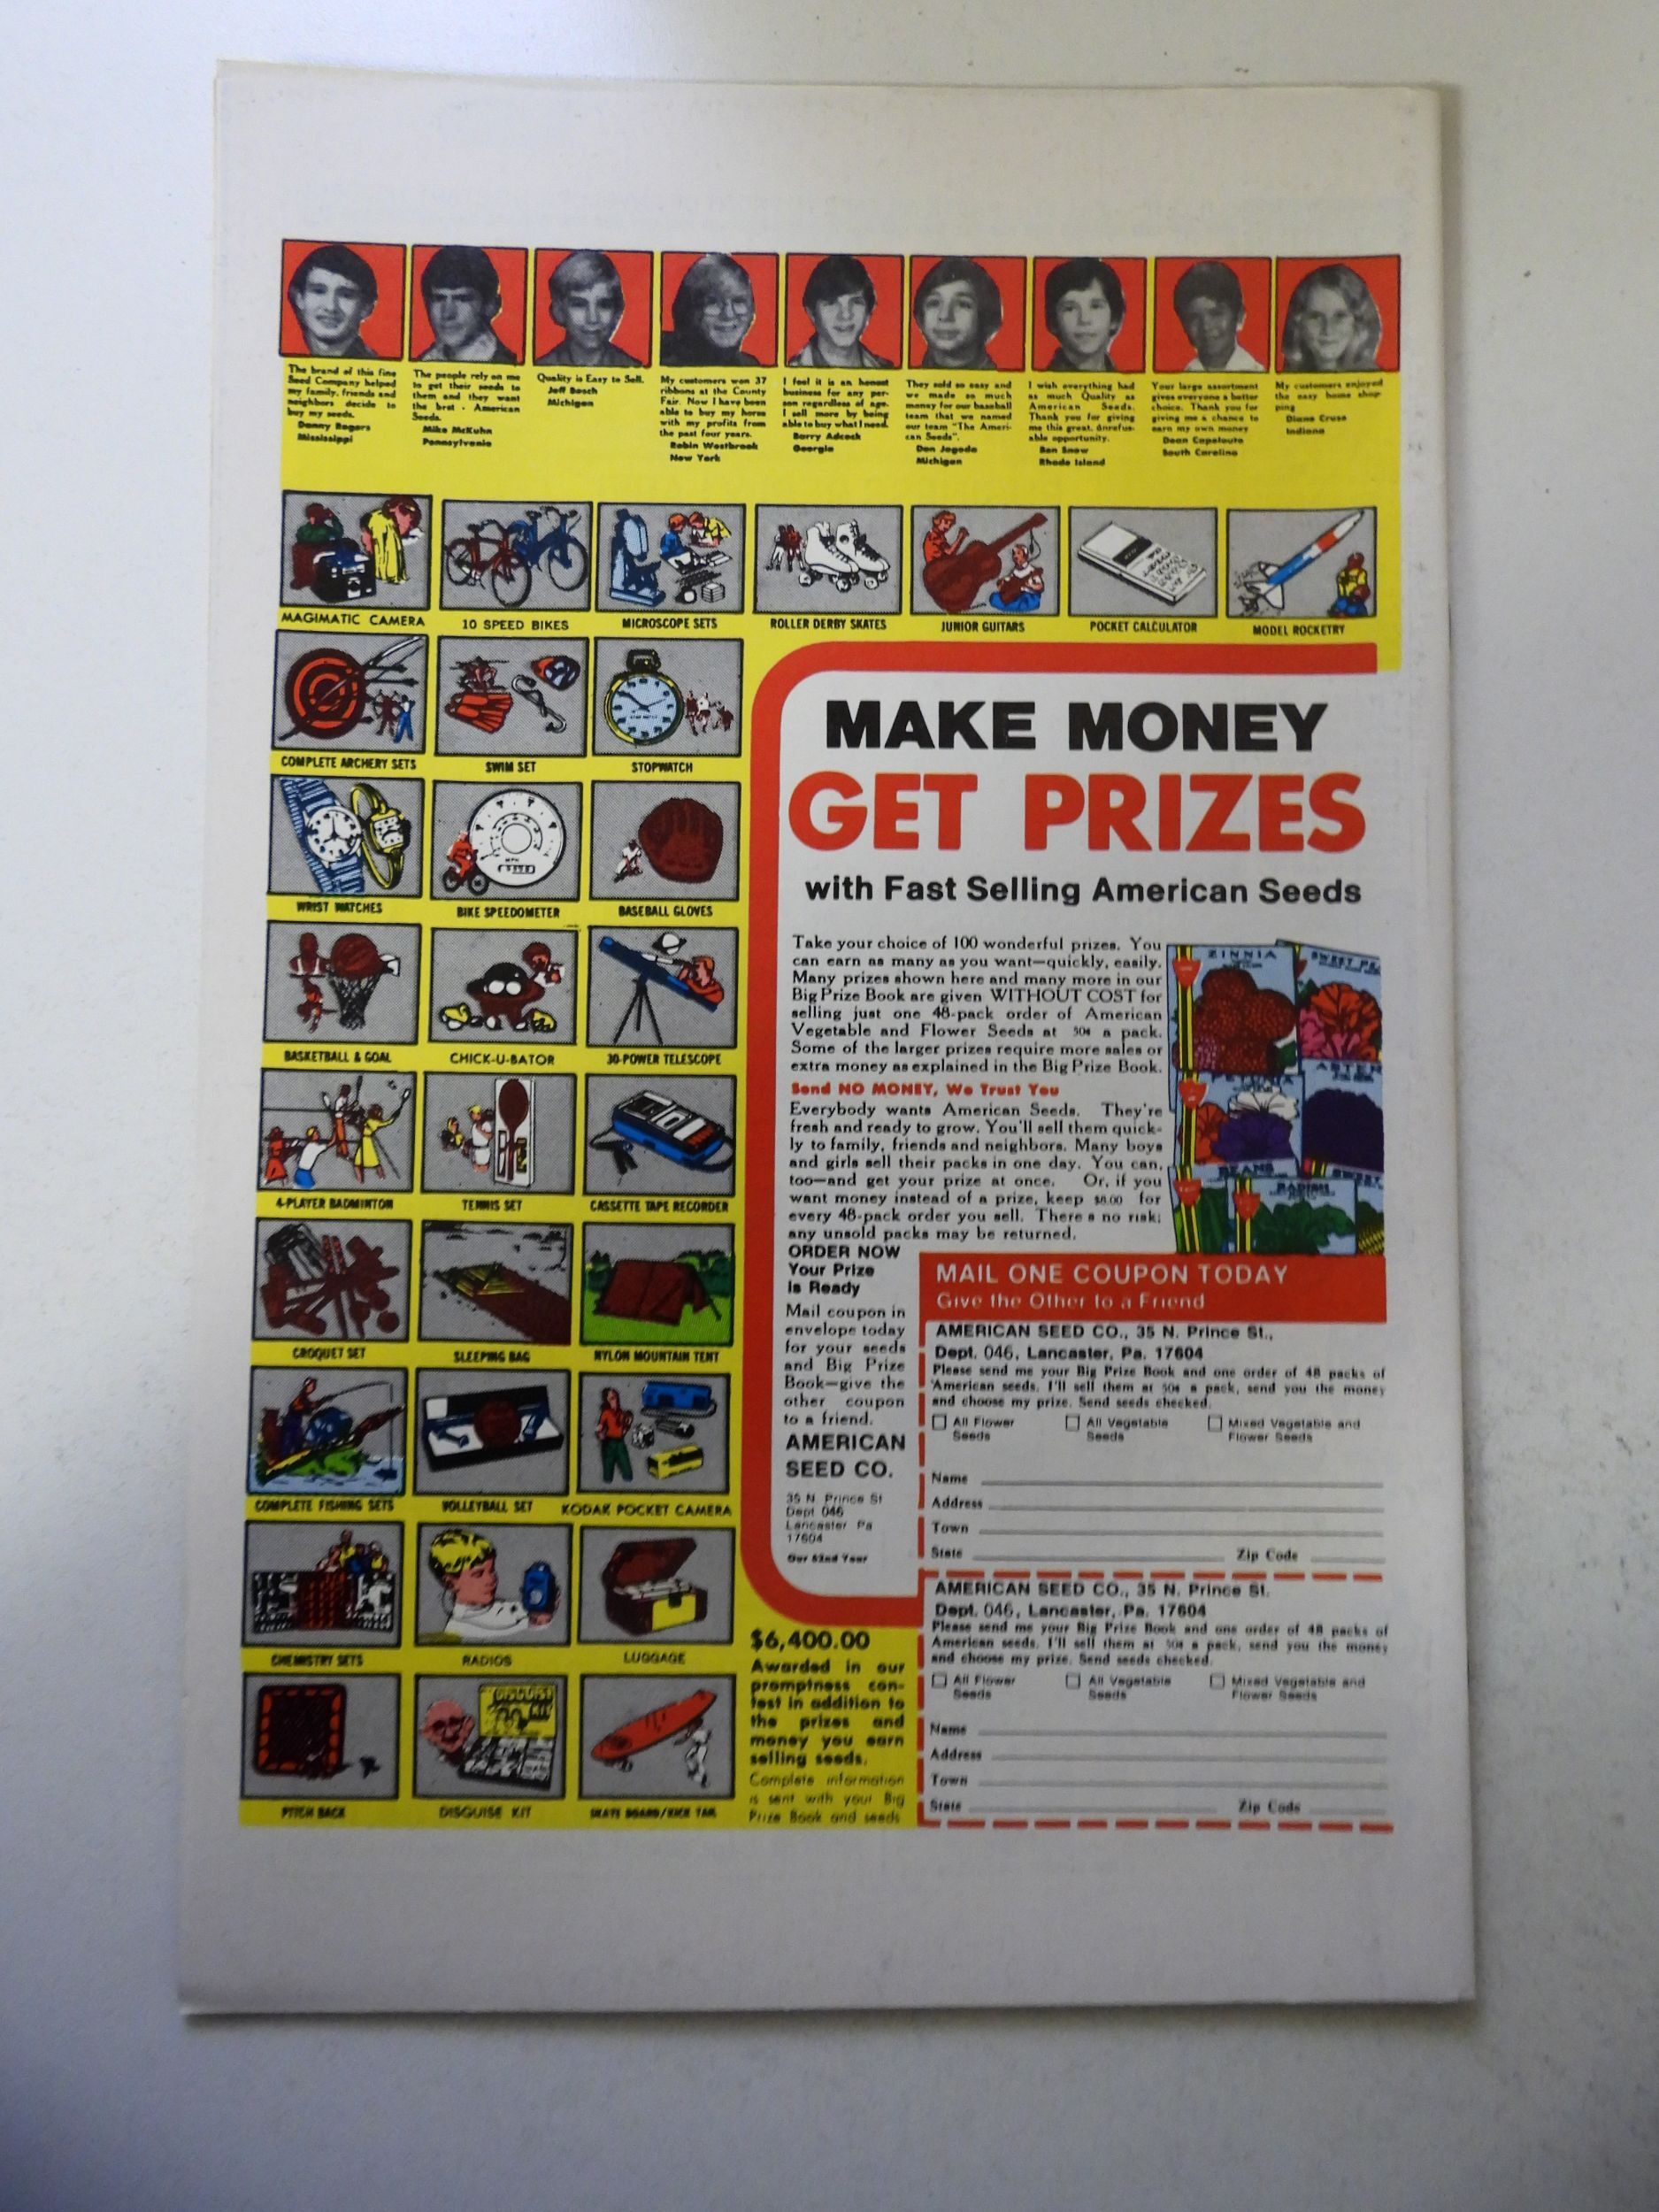 The brand of this fine
Seed Company helped
my family, friends and
neighbors decide to
buy my seeds.
Danny Rogers
Mississippi
The people rely on me
to get their seeds to
them and they want
the best - American
Seeds.
Mike McKuhn
Pennsylvania
Quality is Easy to Sell.
Jeff Bosch
Michigan
My customers won 37
ribbons at the County
Fair. Now I have been
able to buy my horse
with my profits from
the past four years.
Robin Westbrook
New York
I feel it is an honest
business for any per-
son regardless of age.
I sell more by being
able to buy what I need.
Barry Adcock
Georgia
They sold so easy and
we made so much
money for our baseball
team that we named
our team "The Ameri-
can Seeds".
Don Jagoda
Michigan
I wish everything had
as much Quality as
American Seeds.
Thank you for giving
me this great, unrefus-
able opportunity.
Ben Snow
Rhode Island
Your large assortment
gives everyone a better
choice. Thank you for
giving me a chance to
earn my own money
Dean Capelouto
South Carolina
My customers enjoyed
the easy home shop-
ping
Diane Cruse
Indiana
MAGIMATIC CAMERA
10 SPEED BIKES
MICROSCOPE SETS
ROLLER DERBY SKATES
JUNIOR GUITARS
POCKET CALCULATOR
MODEL ROCKETRY
COMPLETE ARCHERY SETS
SWIM SET
STOPWATCH
WRIST WATCHES
BIKE SPEEDOMETER
BASEBALL GLOVES
BASKETBALL & GOAL
CHICK-U-BATOR
30-POWER TELESCOPE
4-PLAYER BADMINTON
TENNIS SET
CASSETTE TAPE RECORDER
CROQUET SET
SLEEPING BAG
NYLON MOUNTAIN TENT
COMPLETE FISHING SETS
VOLLEYBALL SET
KODAK POCKET CAMERA
CHEMISTRY SETS
RADIOS
LUGGAGE
PITCH BACK
DISGUISE KIT
DISGUISE KIT
SKATE BOARD/KICK TAIL
MAKE MONEY
GET PRIZES
with Fast Selling American Seeds
Take your choice of 100 wonderful prizes. You
can earn as many as you want—quickly, easily.
Many prizes shown here and many more in our
Big Prize Book are given WITHOUT COST for
selling just one 48-pack order of American
Vegetable and Flower Seeds at 50¢ a pack.
Some of the larger prizes require more sales or
extra money as explained in the Big Prize Book.
Send NO MONEY, We Trust You
Everybody wants American Seeds. They're
fresh and ready to grow. You'll sell them quick-
ly to family, friends and neighbors. Many boys
and girls sell their packs in one day. You can,
too—and get your prize at once. Or, if you
want money instead of a prize, keep $8.00 for
every 48-pack order you sell. There s no risk;
any unsold packs may be returned.
ZINNIA
SWEET PE
PETUNIA
ASTER
BEANS
RADISH
SWEET
ORDER NOW
Your Prize
Is Ready
Mail coupon in
envelope today
for your seeds
and Big Prize
Book—give the
other coupon
to a friend.
AMERICAN
SEED CO.
35 N. Prince St
Dept 046
Lancaster Pa
17604
Our 62nd Year
MAIL ONE COUPON TODAY
Give the Other to a Friend
AMERICAN SEED CO., 35 N. Prince St.,
Dept. 046, Lancaster, Pa. 17604
Please send me your Big Prize Book and one order of 48 packs of
American seeds. I'll sell them at 50¢ a pack, send you the money
and choose my prize. Send seeds checked.
All Flower
Seeds
All Vegetable
Seeds
Mixed Vegetable and
Flower Seeds
Name
Address
Town
State Zip Code
AMERICAN SEED CO., 35 N. Prince St.
Dept. 046, Lancaster, Pa. 17604
Please send me your Big Prize Book and one order of 48 packs of
American seeds. I'll sell them at 50¢ a pack, send you the money
and choose my prize. Send seeds checked.
All Flower
Seeds
All Vegetable
Seeds
Mixed Vegetable and
Flower Seeds
Name
Address
Town
State Zip Code
$6,400.00
Awarded in our
promptness con-
test in addition to
the prizes and
money you earn
selling seeds.
Complete information
is sent with your Big
Prize Book and seeds